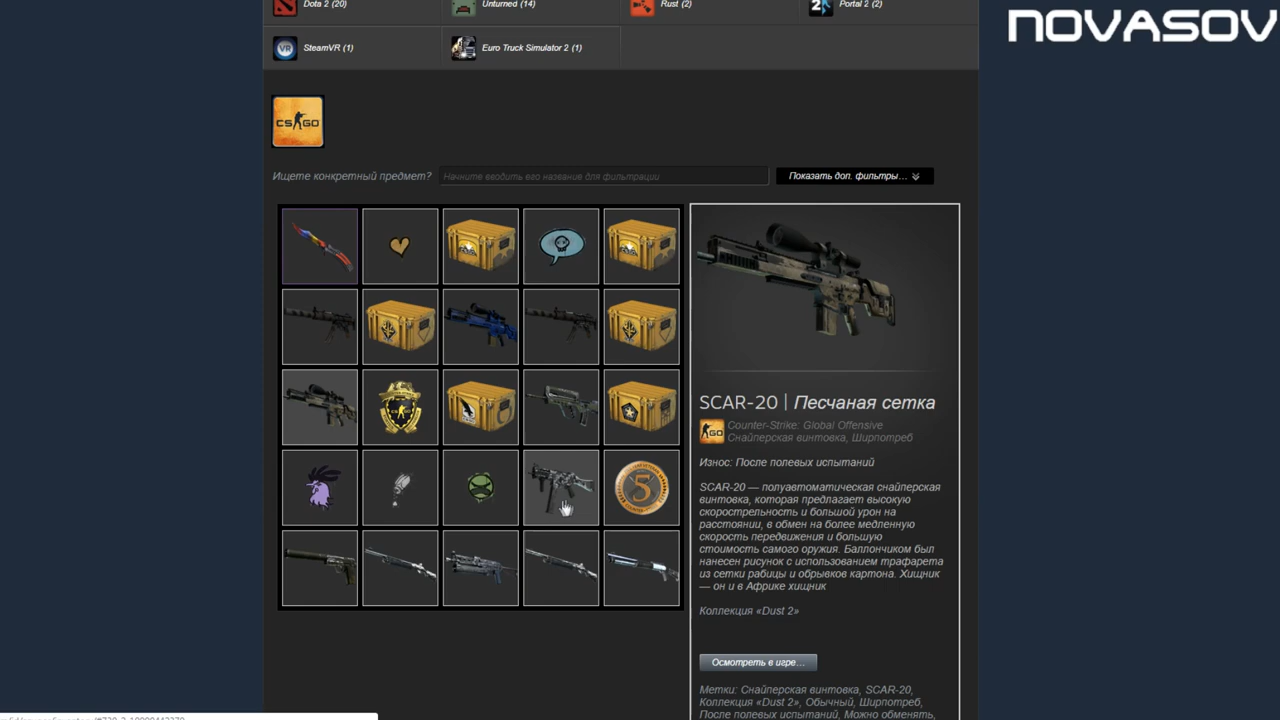 Dota 2 (20)
Unturned (14)
Rust (2)
Portal 2 (2)
NOVASOV
SteamVR (1)
Euro Truck Simulator 2 (1)
CS GO
Ищете конкретный предмет?
Начните вводить его название для фильтрации
Показать доп. фильтры...
SCAR-20 | Песчаная сетка
GO
Counter-Strike: Global Offensive
Снайперская винтовка, Ширпотреб
Износ: После полевых испытаний
SCAR-20 — полуавтоматическая снайперская
винтовка, которая предлагает высокую
скорострельность и большой урон на
расстоянии, в обмен на более медленную
скорость передвижения и большую
стоимость самого оружия. Баллончиком был
нанесен рисунок с использованием трафарета
из сетки рабицы и обрывков картона. Хищник
— он и в Африке хищник
Коллекция «Dust 2»
5
Осмотреть в игре...
Метки: Снайперская винтовка, SCAR-20,
Коллекция «Dust 2», Обычный, Ширпотреб,
После полевых испытаний, Можно обменять,